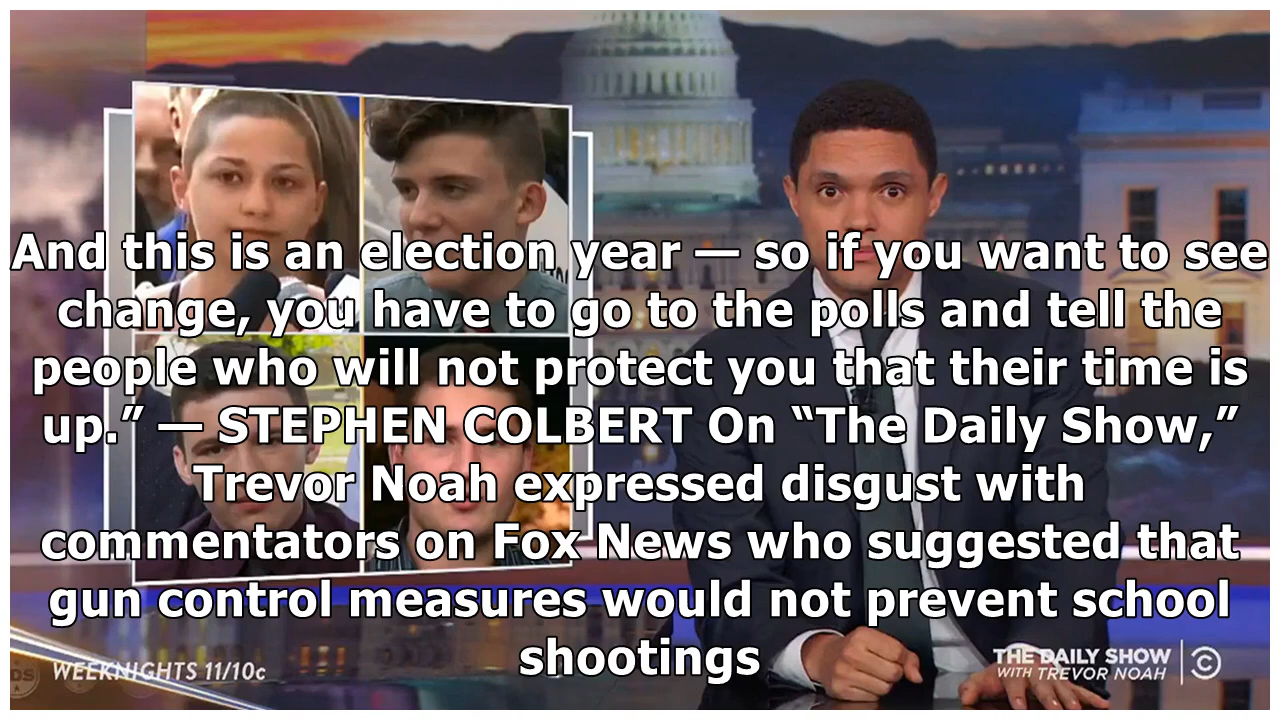 And this is an election year — so if you want to see
change, you have to go to the polls and tell the
people who will not protect you that their time is
up.” — STEPHEN COLBERT On “The Daily Show,”
Trevor Noah expressed disgust with
commentators on Fox News who suggested that
gun control measures would not prevent school
shootings
WEEKNIGHTS 11/10c
THE DAILY SHOW
WITH TREVOR NOAH